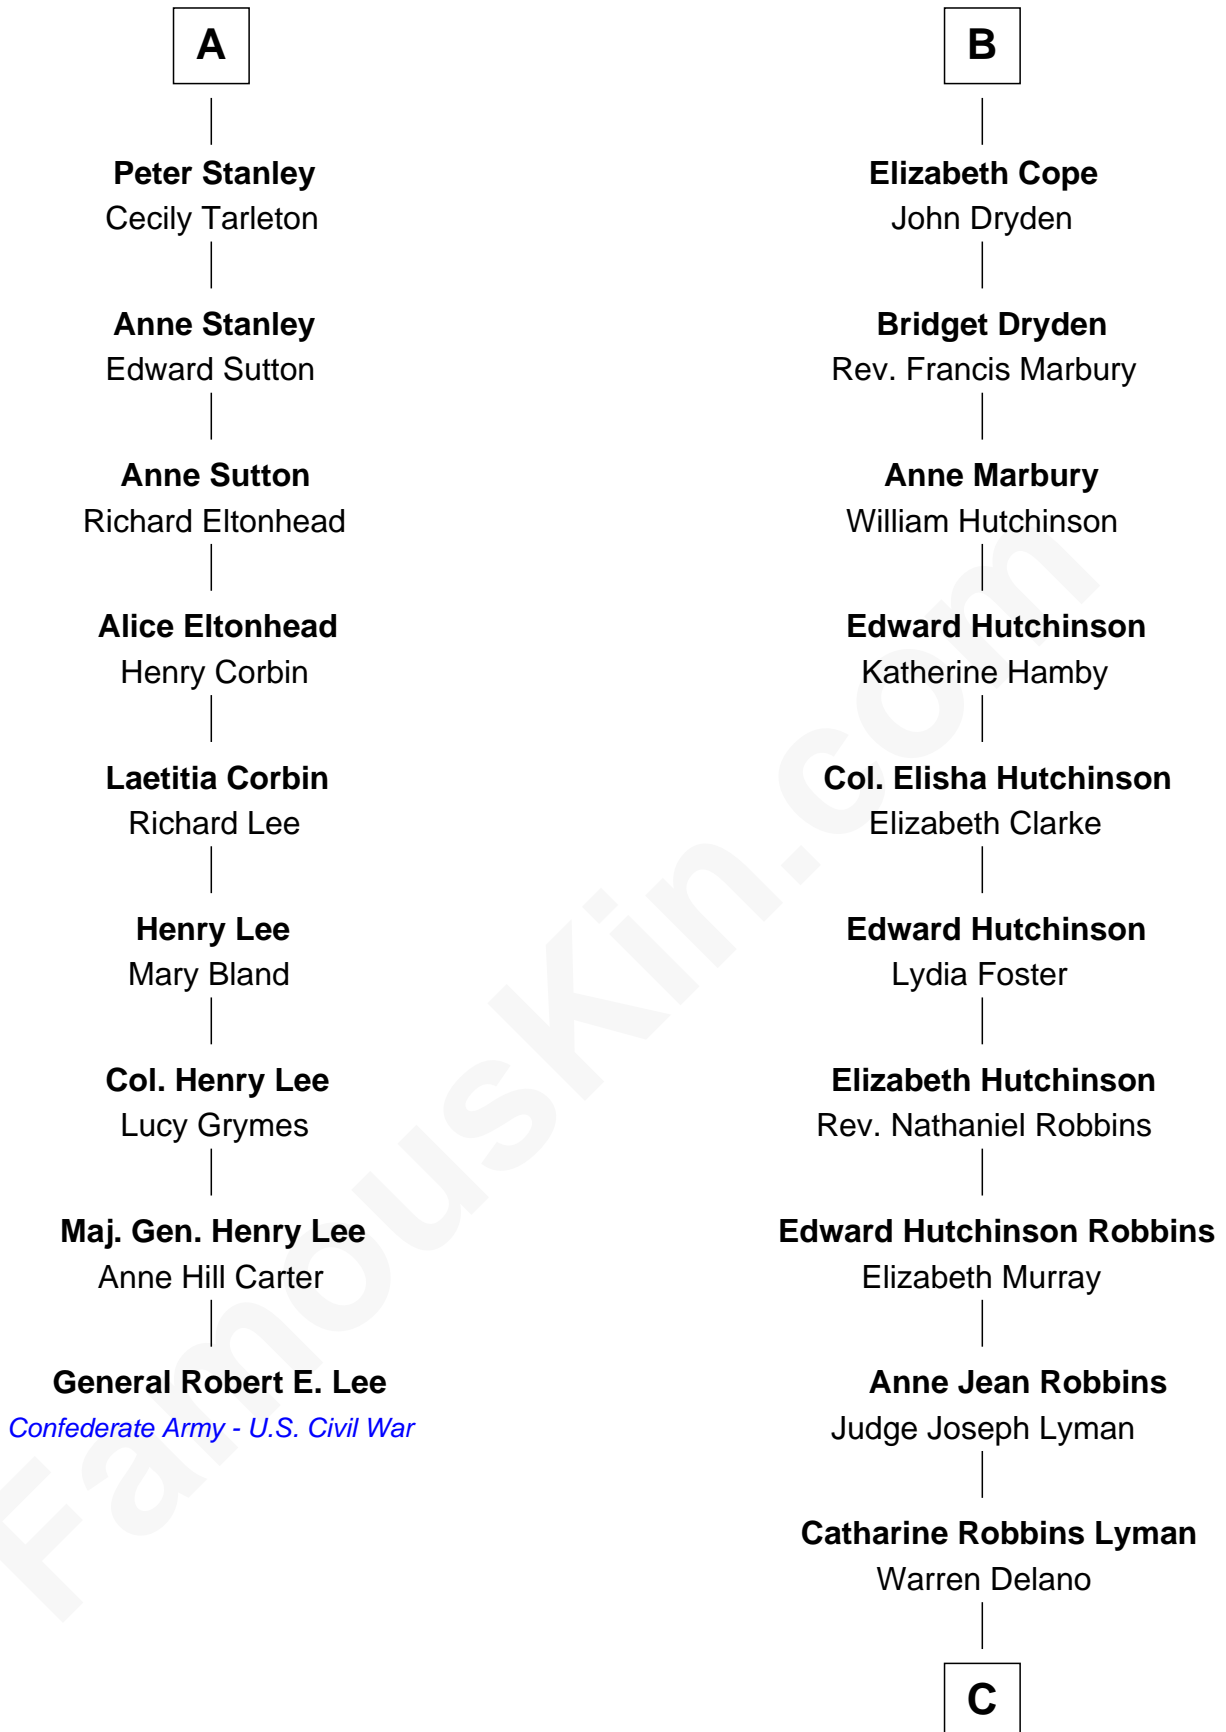 A
Peter Stanley
Cecily Tarleton
Anne Stanley
Edward Sutton
Anne Sutton
Richard Eltonhead
Alice Eltonhead
Henry Corbin
Laetitia Corbin
Richard Lee
Henry Lee
Mary Bland
Col. Henry Lee
Lucy Grymes
Maj. Gen. Henry Lee
Anne Hill Carter
General Robert E. Lee
Confederate Army - U.S. Civil War
B
Elizabeth Cope
John Dryden
Bridget Dryden
Rev. Francis Marbury
Anne Marbury
William Hutchinson
Edward Hutchinson
Katherine Hamby
Col. Elisha Hutchinson
Elizabeth Clarke
Edward Hutchinson
Lydia Foster
Elizabeth Hutchinson
Rev. Nathaniel Robbins
Edward Hutchinson Robbins
Elizabeth Murray
Anne Jean Robbins
Judge Joseph Lyman
Catharine Robbins Lyman
Warren Delano
C
FamousKin.com